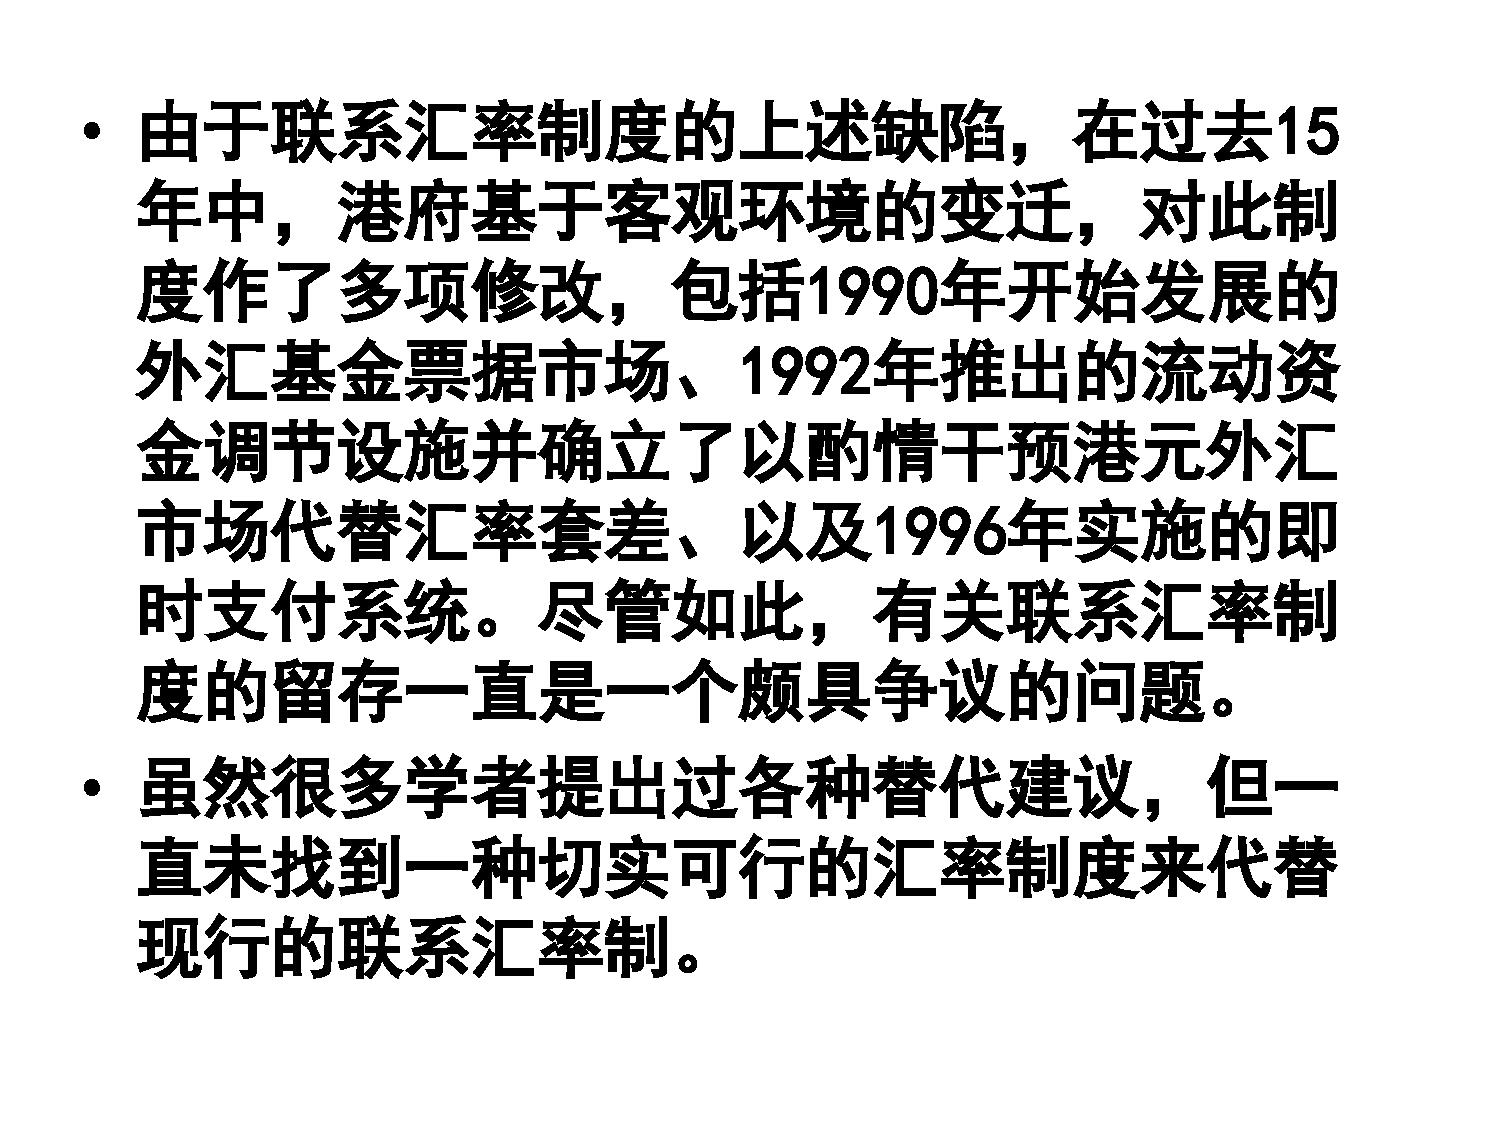 • 由于联系汇率制度的上述缺陷，在过去15
年中，港府基于客观环境的变迁，对此制
度作了多项修改，包括1990年开始发展的
外汇基金票据市场、1992年推出的流动资
金调节设施并确立了以酌情干预港元外汇
市场代替汇率套差、以及1996年实施的即
时支付系统。尽管如此，有关联系汇率制
度的留存一直是一个颇具争议的问题。
• 虽然很多学者提出过各种替代建议，但一
直未找到一种切实可行的汇率制度来代替
现行的联系汇率制。